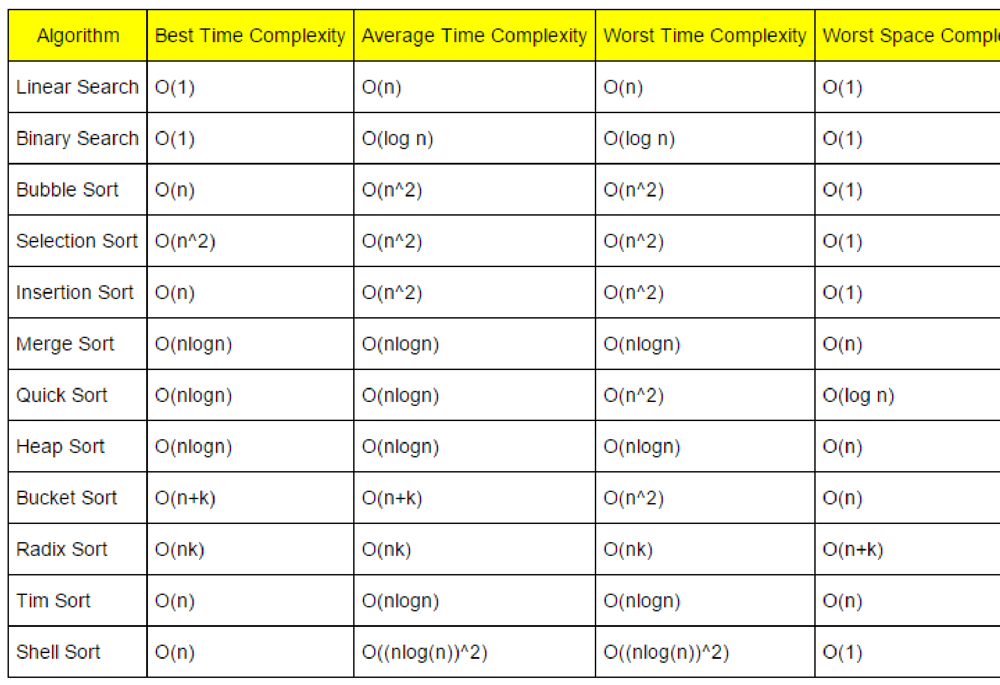 Algorithm Best Time Complexity Average Time Complexity Worst Time Complexity Worst Space
Linear Search O(1) O(n) O(n) O(1)
Binary Search O(1) O(log n) O(log n) O(1)
Bubble Sort O(n) O(n^2) O(n^2) O(1)
Selection Sort O(n^2) O(n^2) O(n^2) O(1)
Insertion Sort O(n) O(n^2) O(n^2) O(1)
Merge Sort O(nlogn) O(nlogn) O(nlogn) O(n)
Quick Sort O(nlogn) O(nlogn) O(n^2) O(log n)
Heap Sort O(nlogn) O(nlogn) O(nlogn) O(n)
Bucket Sort O(n+k) O(n+k) O(n^2) O(n)
Radix Sort O(nk) O(nk) O(nk) O(n+k)
Tim Sort O(n) O(nlogn) O(nlogn) O(n)
Shell Sort O(n) O((nlog(n))^2) O((nlog(n))^2) O(1)